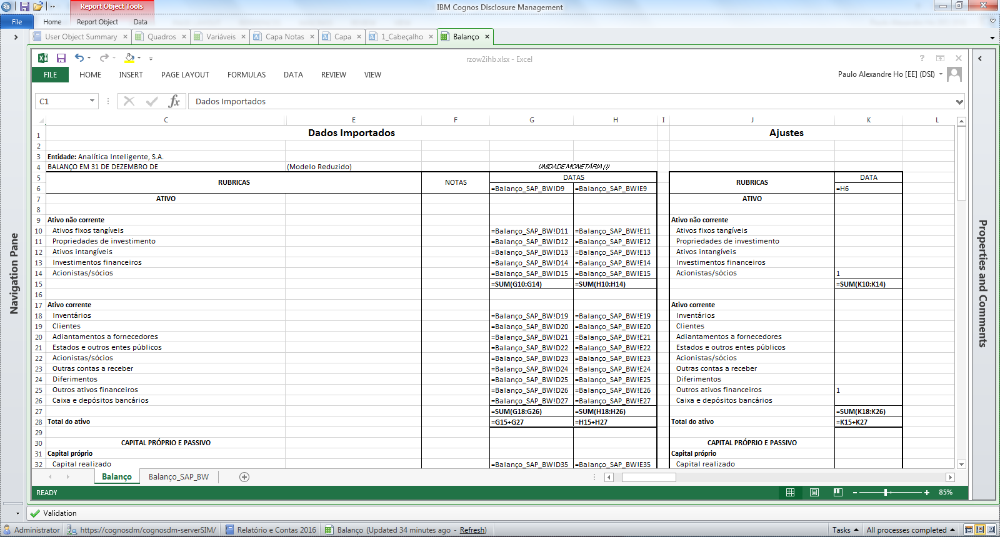 Report Object Tools
IBM Cognos Disclosure Management
File Home Report Object Data
User Object Summary × Quadros × Variáveis × Capa Notas × Capa × 1_Cabeçalho × Balanço ×
rzow2ihb.xlsx - Excel
FILE HOME INSERT PAGE LAYOUT FORMULAS DATA REVIEW VIEW
Paulo Alexandre Ho [EE] (DSI)
C1 fx Dados Importados
C E F G H I J K L
1 Dados Importados Ajustes
2
3 Entidade: Analítica Inteligente, S.A.
4 BALANÇO EM 31 DE DEZEMBRO DE (Modelo Reduzido) UNIDADE MONETÁRIA (1)
5 RUBRICAS NOTAS DATAS RUBRICAS DATA
6 =Balanço_SAP_BW!D9 =Balanço_SAP_BW!E9 =H6
7 ATIVO ATIVO
8
9 Ativo não corrente Ativo não corrente
10 Ativos fixos tangíveis =Balanço_SAP_BW!D11 =Balanço_SAP_BW!E11 Ativos fixos tangíveis
11 Propriedades de investimento =Balanço_SAP_BW!D12 =Balanço_SAP_BW!E12 Propriedades de investimento
12 Ativos intangíveis =Balanço_SAP_BW!D13 =Balanço_SAP_BW!E13 Ativos intangíveis
13 Investimentos financeiros =Balanço_SAP_BW!D14 =Balanço_SAP_BW!E14 Investimentos financeiros
14 Acionistas/sócios =Balanço_SAP_BW!D15 =Balanço_SAP_BW!E15 Acionistas/sócios 1
15 =SUM(G10:G14) =SUM(H10:H14) =SUM(K10:K14)
16
17 Ativo corrente Ativo corrente
18 Inventários =Balanço_SAP_BW!D19 =Balanço_SAP_BW!E19 Inventários
19 Clientes =Balanço_SAP_BW!D20 =Balanço_SAP_BW!E20 Clientes
20 Adiantamentos a fornecedores =Balanço_SAP_BW!D21 =Balanço_SAP_BW!E21 Adiantamentos a fornecedores
21 Estados e outros entes públicos =Balanço_SAP_BW!D22 =Balanço_SAP_BW!E22 Estados e outros entes públicos
22 Acionistas/sócios =Balanço_SAP_BW!D23 =Balanço_SAP_BW!E23 Acionistas/sócios
23 Outras contas a receber =Balanço_SAP_BW!D24 =Balanço_SAP_BW!E24 Outras contas a receber
24 Diferimentos =Balanço_SAP_BW!D25 =Balanço_SAP_BW!E25 Diferimentos
25 Outros ativos financeiros =Balanço_SAP_BW!D26 =Balanço_SAP_BW!E26 Outros ativos financeiros 1
26 Caixa e depósitos bancários =Balanço_SAP_BW!D27 =Balanço_SAP_BW!E27 Caixa e depósitos bancários
27 =SUM(G18:G26) =SUM(H18:H26) =SUM(K18:K26)
28 Total do ativo =G15+G27 =H15+H27 Total do ativo =K15+K27
29
30 CAPITAL PRÓPRIO E PASSIVO CAPITAL PRÓPRIO E PASSIVO
31 Capital próprio Capital próprio
32 Capital realizado =Balanço_SAP_BW!D35 =Balanço_SAP_BW!E35 Capital realizado
Navigation Pane
Properties and Comments
Balanço Balanço_SAP_BW
READY 85%
Validation
Administrator https://cognosdm/cognosdm-serverSIM/ Relatório e Contas 2016 Balanço (Updated 34 minutes ago - Refresh) Tasks All processes completed